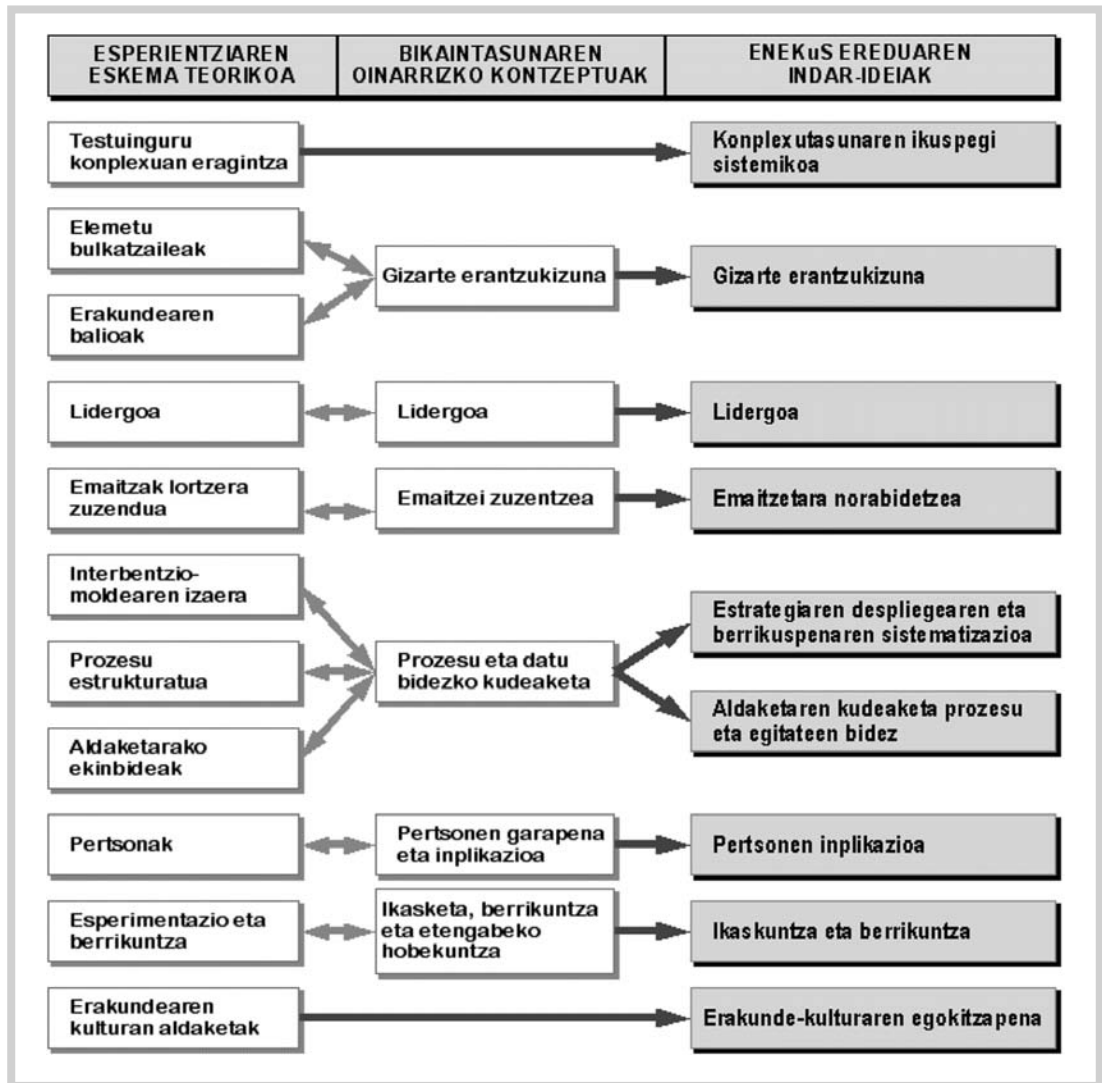 ESPERIENTZIAREN
ESKEMA TEORIKOA
BIKAINTASUNAREN
OINARRIZKO KONTZEPTUAK
ENEKuS EREDUAREN
INDAR-IDEIAK
Testuinguru
konplexuan eragintza
Konplexutasunaren ikuspegi
sistemikoa
Elemetu
bulkatzaileak
Erakundearen
balioak
Gizarte erantzukizuna
Gizarte erantzukizuna
Lidergoa
Lidergoa
Lidergoa
Emaitzak lortzera
zuzendua
Emaitzei zuzentzea
Emaitzetara norabidetzea
Interbentzio-
moldearen izaera
Prozesu
estrukturatua
Aldaketarako
ekinbideak
Prozesu eta datu
bidezko kudeaketa
Estrategiaren despliegearen eta
berrikuspenaren sistematizazioa
Aldaketaren kudeaketa prozesu
eta egitateen bidez
Pertsonak
Pertsonen garapena
eta inplikazioa
Pertsonen inplikazioa
Esperimentazio eta
berrikuntza
Ikasketa, berrikuntza
eta etengabeko
hobekuntza
Ikaskuntza eta berrikuntza
Erakundearen
kulturan aldaketak
Erakunde-kulturaren egokitzapena